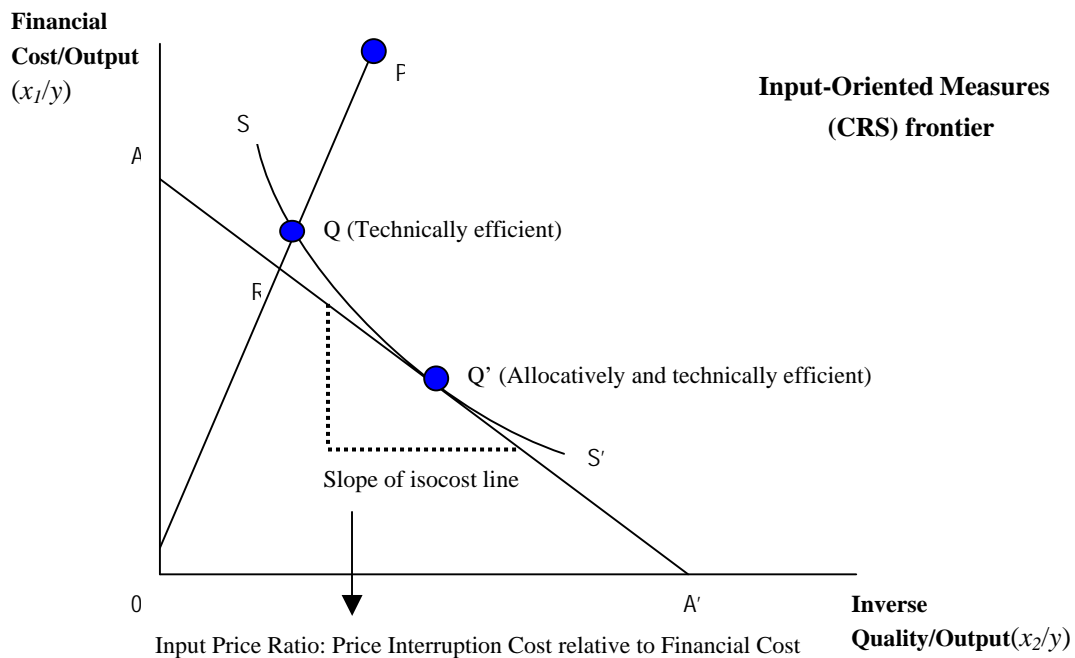 Financial
Cost/Output
(x1/y)
Input-Oriented Measures
(CRS) frontier
P
S
A
Q (Technically efficient)
R
Q’ (Allocatively and technically efficient)
S′
Slope of isocost line
0
A′
Inverse
Quality/Output(x2/y)
Input Price Ratio: Price Interruption Cost relative to Financial Cost